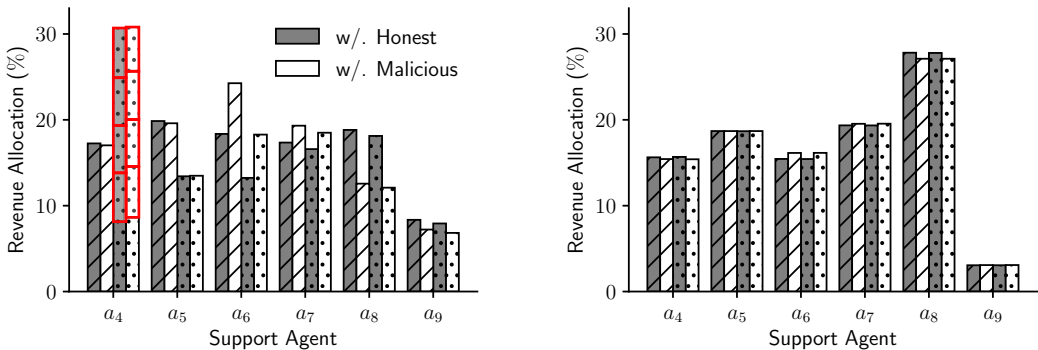 Revenue Allocation (%)
30
20
10
0
w/. Honest
w/. Malicious
a4 a5 a6 a7 a8 a9
Support Agent
Revenue Allocation (%)
30
20
10
0
a4 a5 a6 a7 a8 a9
Support Agent